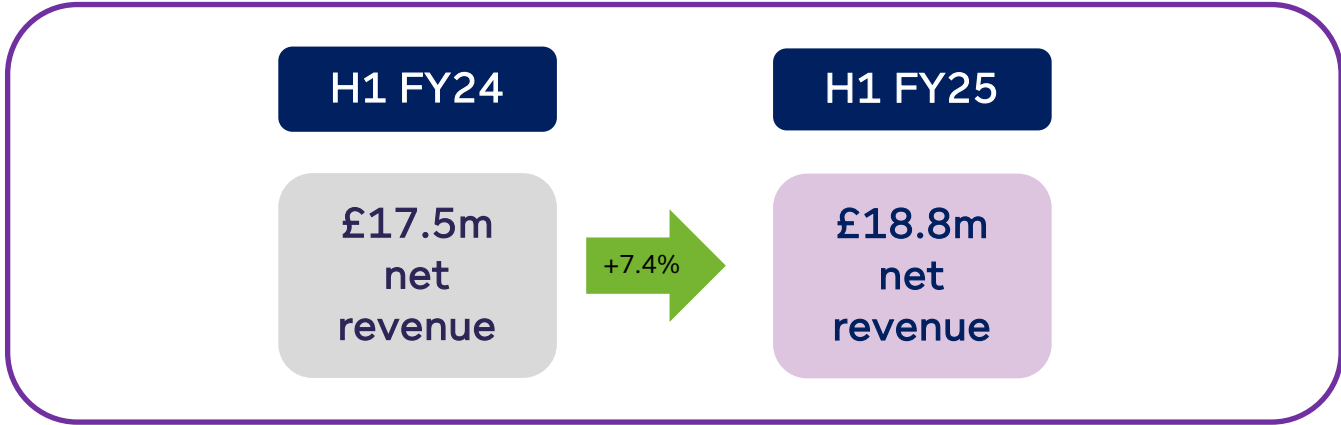 H1 FY24
H1 FY25
£17.5m
net
revenue
+7.4%
£18.8m
net
revenue